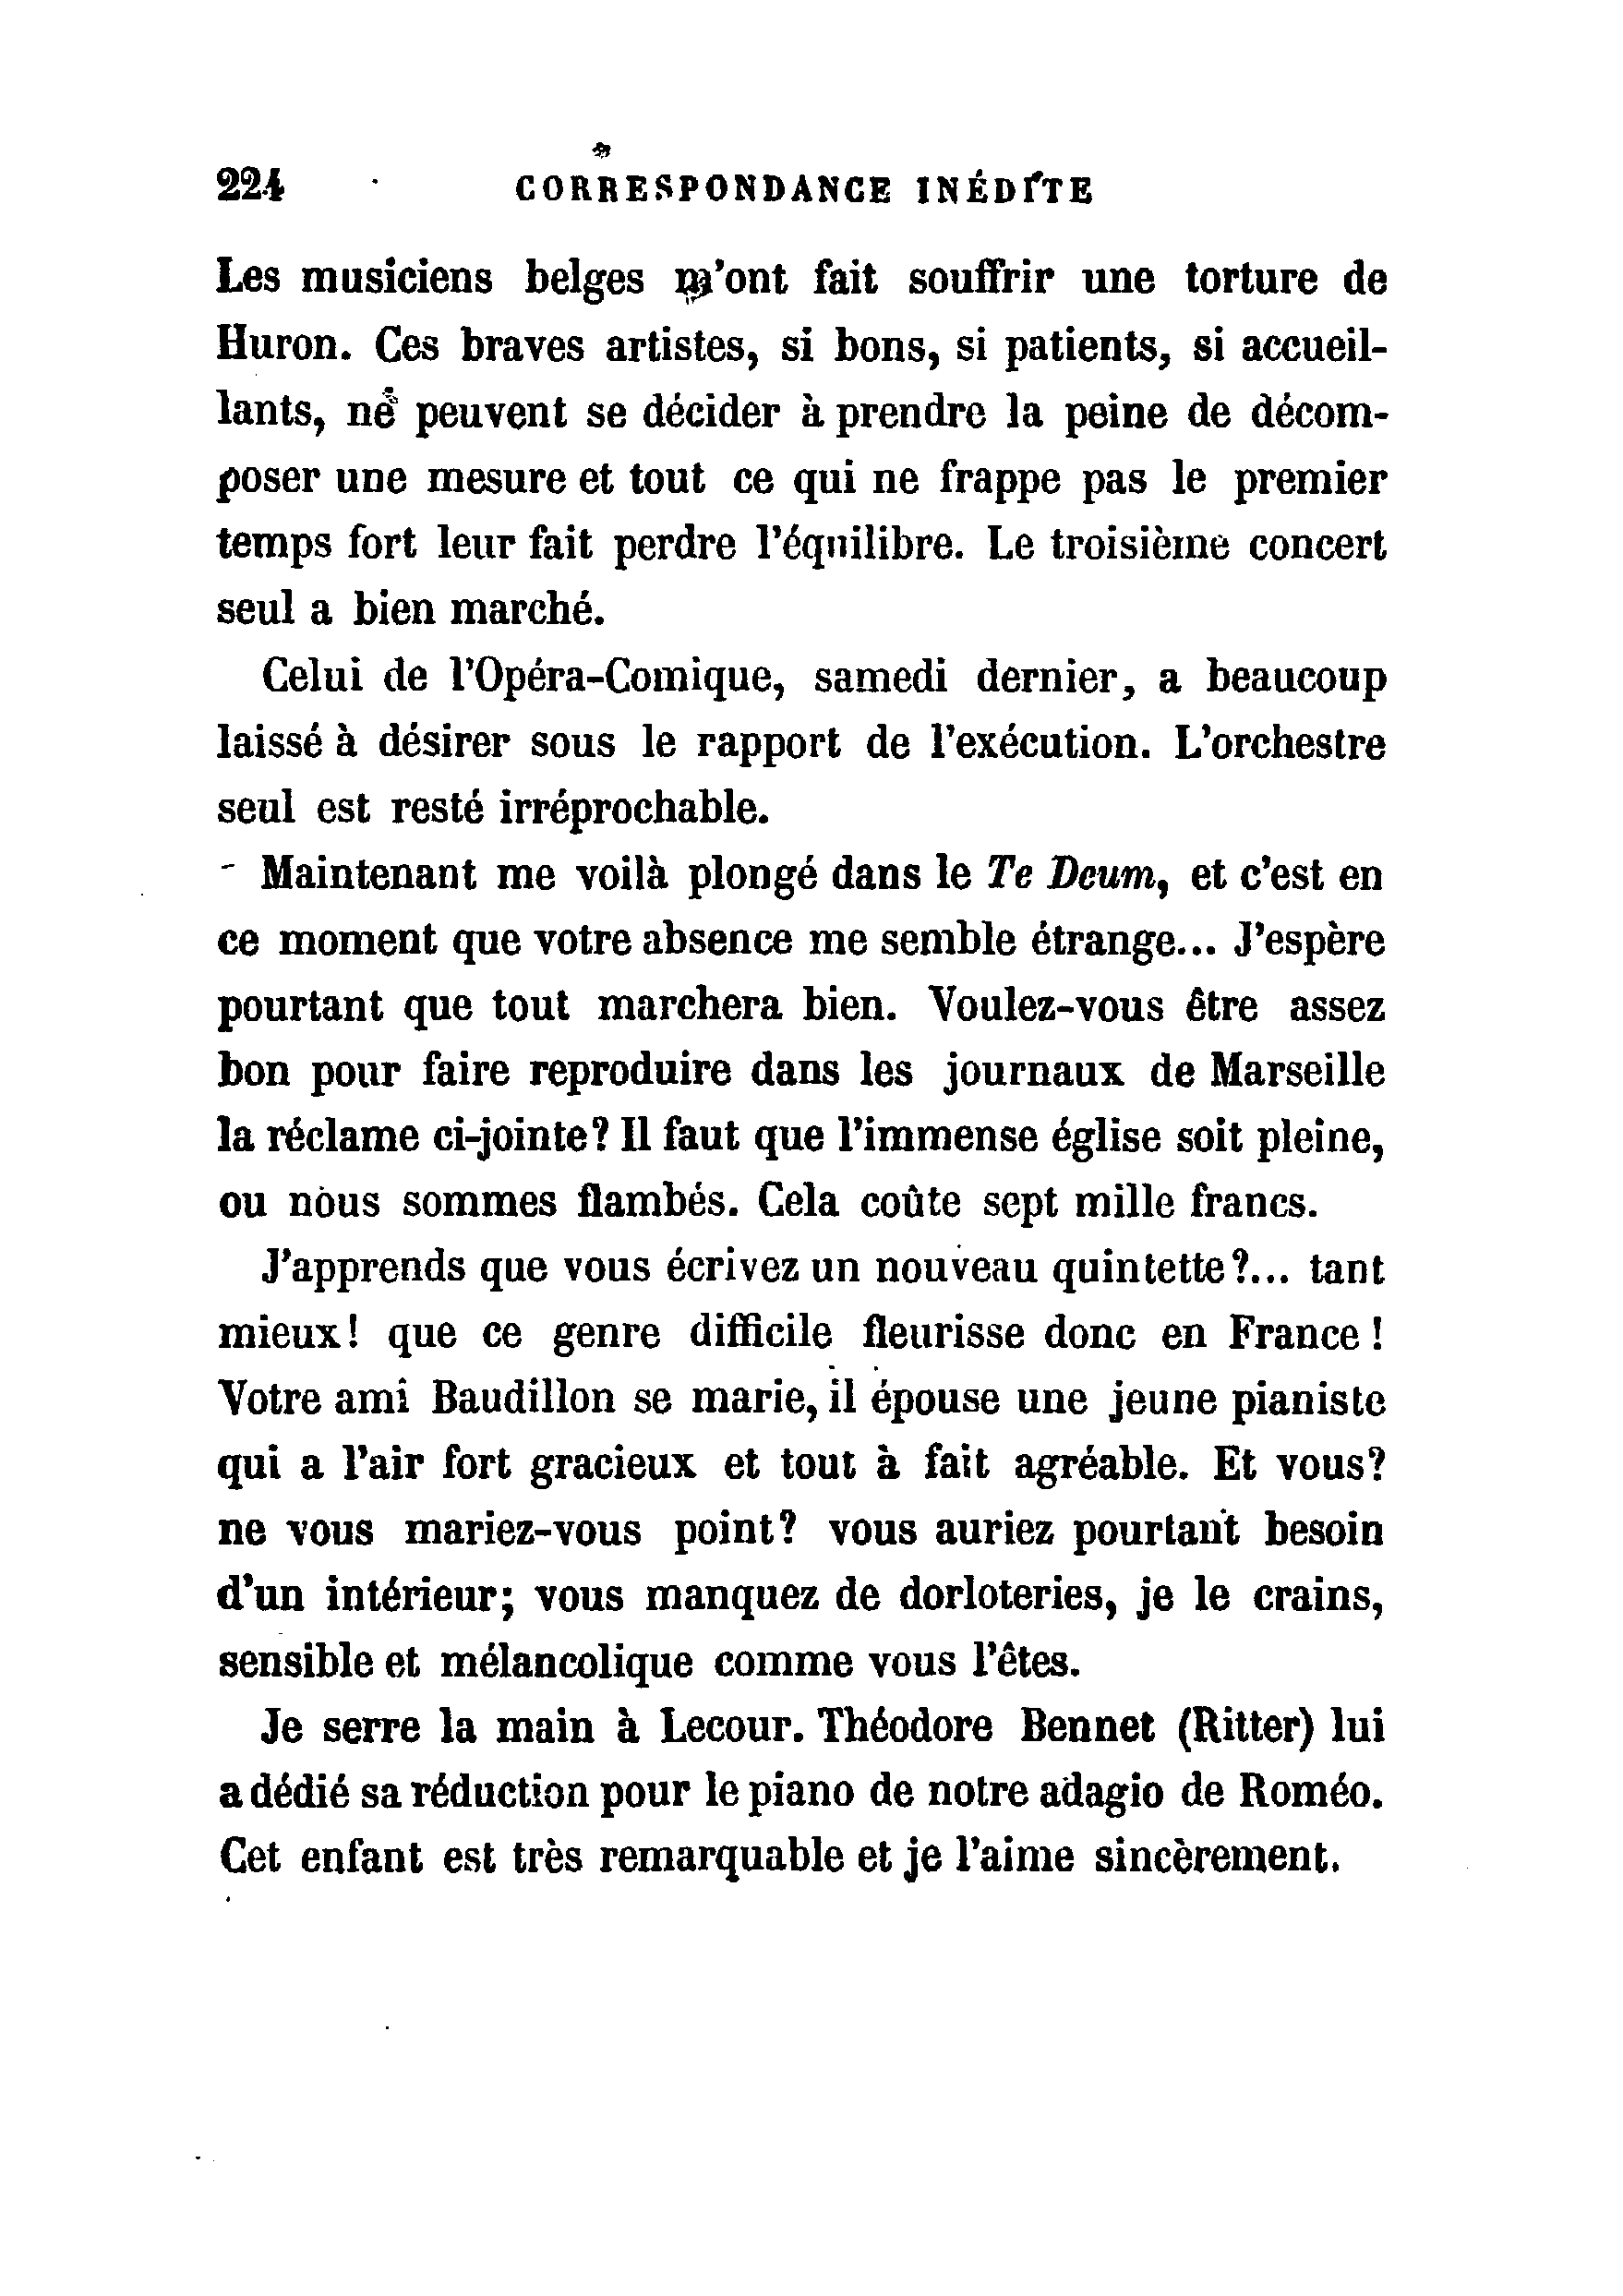 224 CORRESPONDANCE INÉDITE
Les musiciens belges m'ont fait souffrir une torture de
Huron. Ces braves artistes, si bons, si patients, si accueil-
lants, ne peuvent se décider à prendre la peine de décom-
poser une mesure et tout ce qui ne frappe pas le premier
temps fort leur fait perdre l'équilibre. Le troisième concert
seul a bien marché.
Celui de l'Opéra-Comique, samedi dernier, a beaucoup
laissé à désirer sous le rapport de l'exécution. L'orchestre
seul est resté irréprochable.
Maintenant me voilà plongé dans le Te Deum, et c'est en
ce moment que votre absence me semble étrange... J'espère
pourtant que tout marchera bien. Voulez-vous être assez
bon pour faire reproduire dans les journaux de Marseille
la réclame ci-jointe? Il faut que l'immense église soit pleine,
ou nous sommes flambés. Cela coûte sept mille francs.
J'apprends que vous écrivez un nouveau quintette?... tant
mieux! que ce genre difficile fleurisse donc en France!
Votre ami Baudillon se marie, il épouse une jeune pianiste
qui a l'air fort gracieux et tout à fait agréable. Et vous?
ne vous mariez-vous point? vous auriez pourtant besoin
d'un intérieur; vous manquez de dorloteries, je le crains,
sensible et mélancolique comme vous l'êtes.
Je serre la main à Lecour. Théodore Bennet (Ritter) lui
a dédié sa réduction pour le piano de notre adagio de Roméo.
Cet enfant est très remarquable et je l'aime sincèrement.